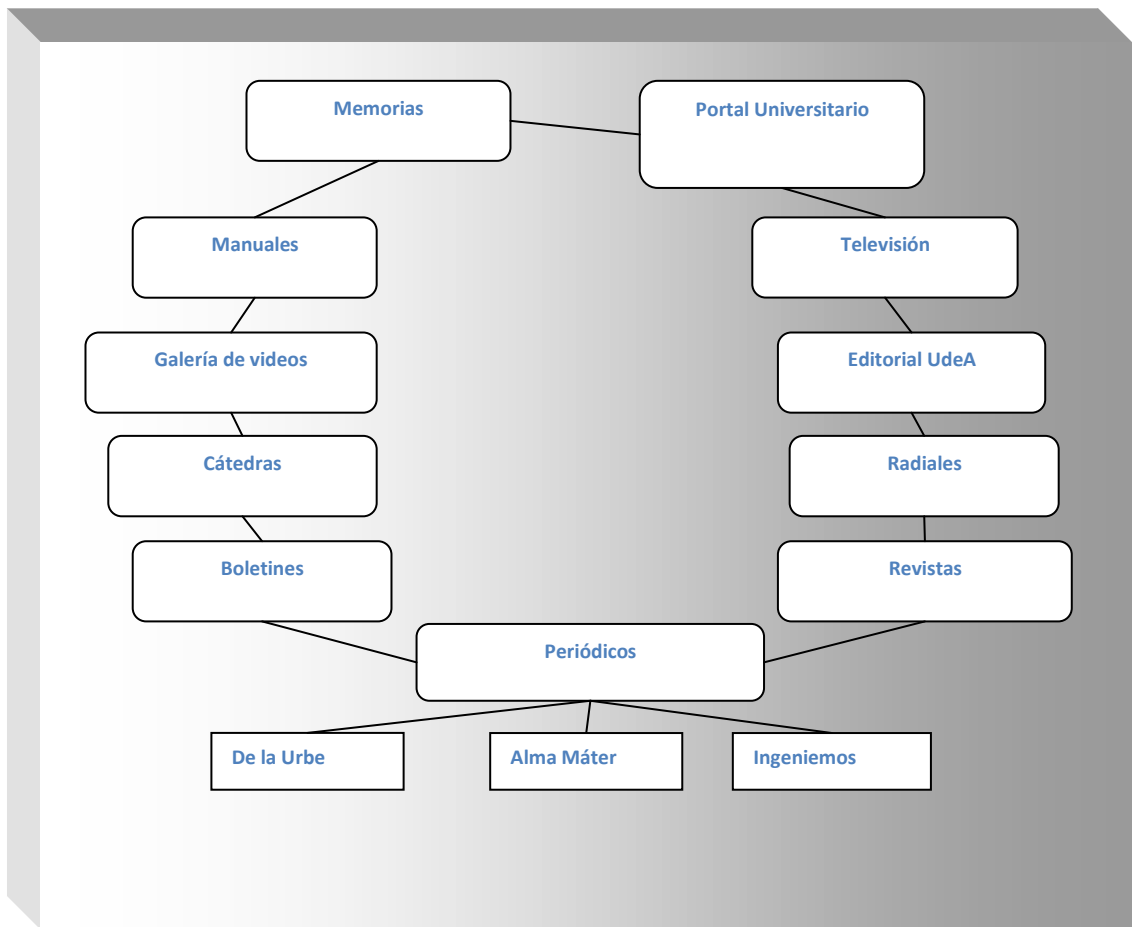 Memorias
Portal Universitario
Manuales
Televisión
Galería de videos
Editorial UdeA
Cátedras
Radiales
Boletines
Revistas
Periódicos
De la Urbe
Alma Máter
Ingeniemos